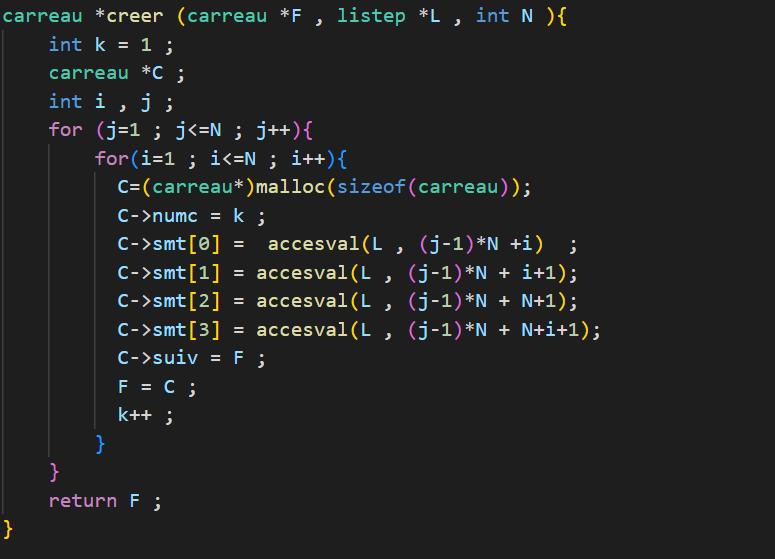 carreau *creer (carreau *F , listep *L , int N ){
    int k = 1 ;
    carreau *C ;
    int i , j ;
    for (j=1 ; j<=N ; j++){
        for(i=1 ; i<=N ; i++){
          C=(carreau*)malloc(sizeof(carreau));
          C->numc = k ;
          C->smt[0] =  accesval(L , (j-1)*N +i)  ;
          C->smt[1] = accesval(L , (j-1)*N + i+1);
          C->smt[2] = accesval(L , (j-1)*N + N+1);
          C->smt[3] = accesval(L , (j-1)*N + N+i+1);
          C->suiv = F ;
          F = C ;
          k++ ;
        }
    }
    return F ;
}